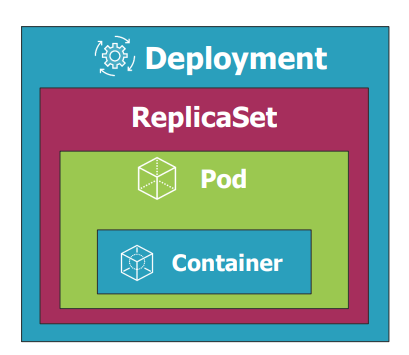 Deployment
ReplicaSet
Pod
Container